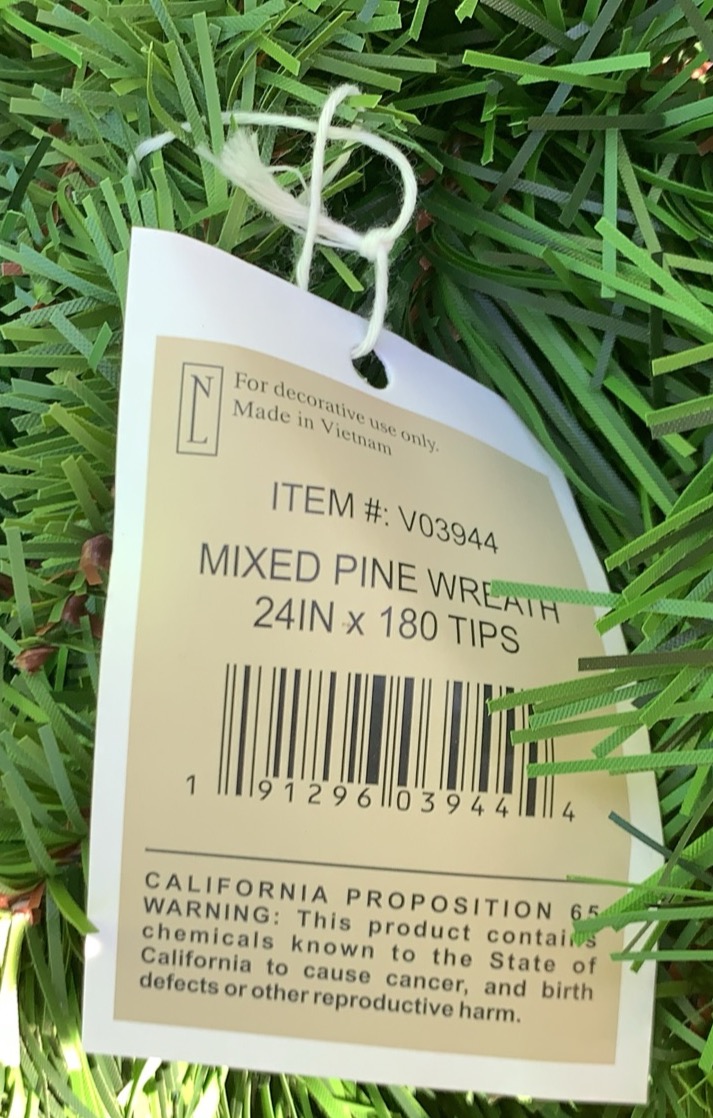 NL
For decorative use only.
Made in Vietnam
ITEM #: V03944
MIXED PINE WREATH
24IN x 180 TIPS
1 91296 03944 4
CALIFORNIA PROPOSITION 65
WARNING: This product contains
chemicals known to the State of
California to cause cancer, and birth
defects or other reproductive harm.